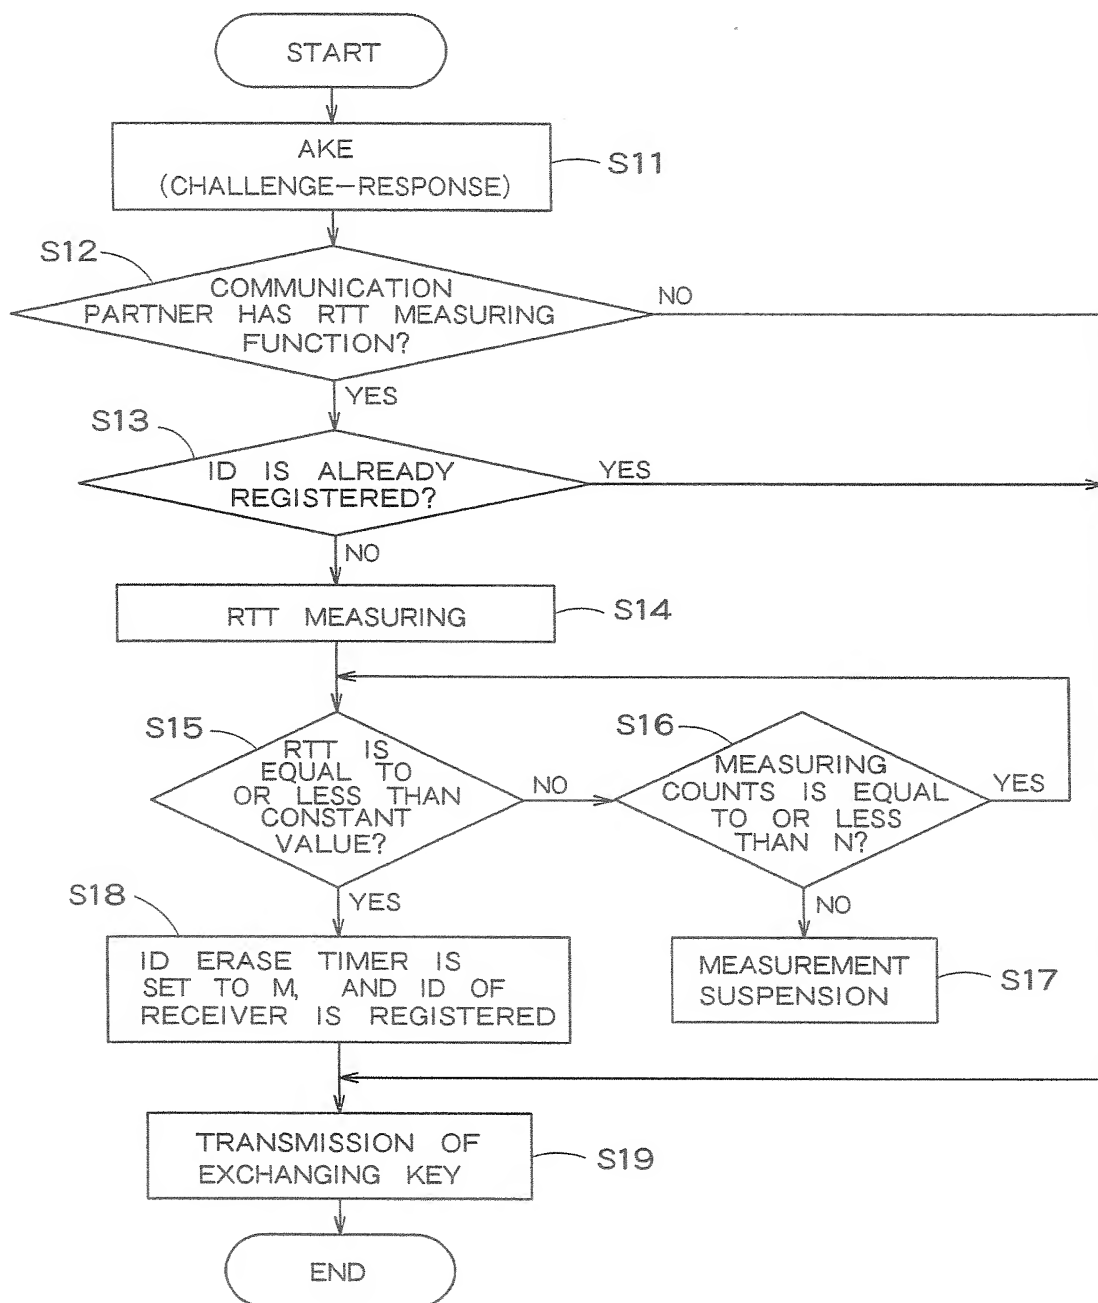 START
AKE
(CHALLENGE-RESPONSE)
S11
S12
COMMUNICATION
PARTNER HAS RTT MEASURING
FUNCTION?
NO
YES
S13
ID IS ALREADY
REGISTERED?
YES
NO
RTT MEASURING
S14
S15
RTT IS
EQUAL TO
OR LESS THAN
CONSTANT
VALUE?
NO
YES
S16
MEASURING
COUNTS IS EQUAL
TO OR LESS
THAN N?
YES
NO
MEASUREMENT
SUSPENSION
S17
S18
ID ERASE TIMER IS
SET TO M, AND ID OF
RECEIVER IS REGISTERED
TRANSMISSION OF
EXCHANGING KEY
S19
END